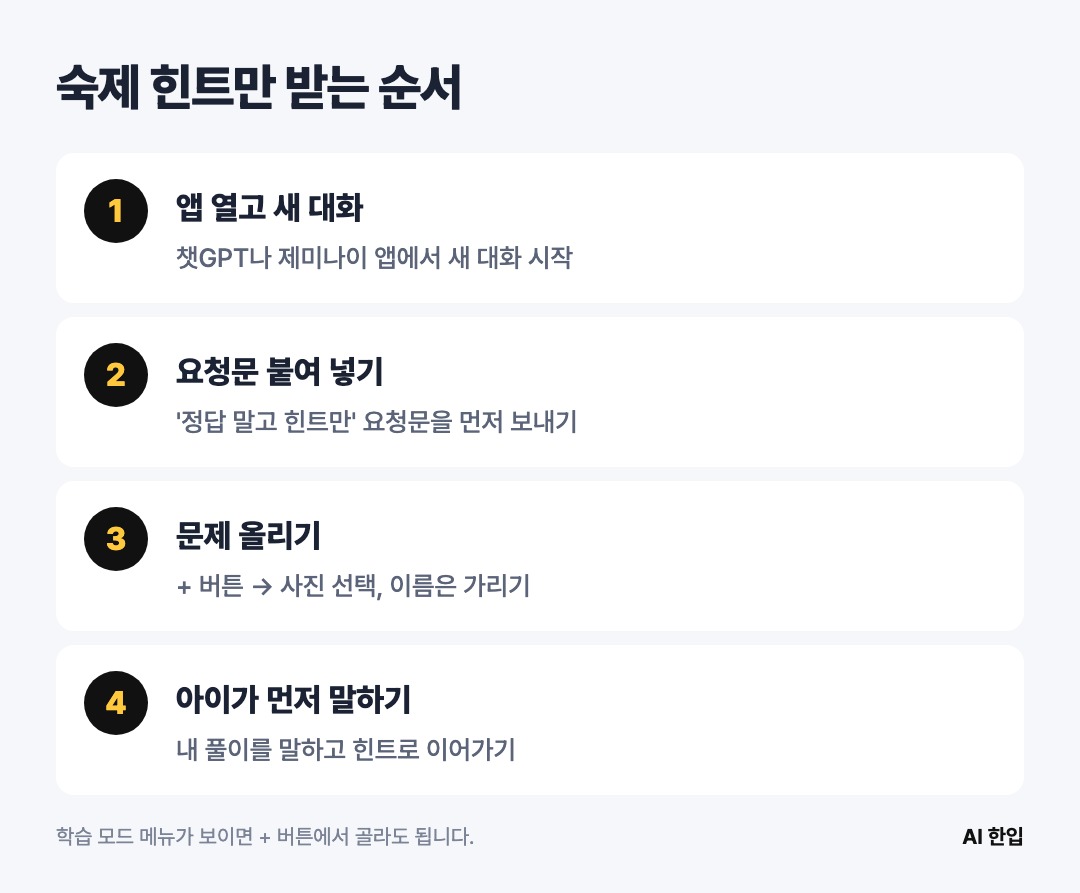 숙제 힌트만 받는 순서
1
앱 열고 새 대화
챗GPT나 제미나이 앱에서 새 대화 시작
2
요청문 붙여 넣기
'정답 말고 힌트만' 요청문을 먼저 보내기
3
문제 올리기
+ 버튼 → 사진 선택, 이름은 가리기
4
아이가 먼저 말하기
내 풀이를 말하고 힌트로 이어가기
학습 모드 메뉴가 보이면 + 버튼에서 골라도 됩니다.
AI 한입